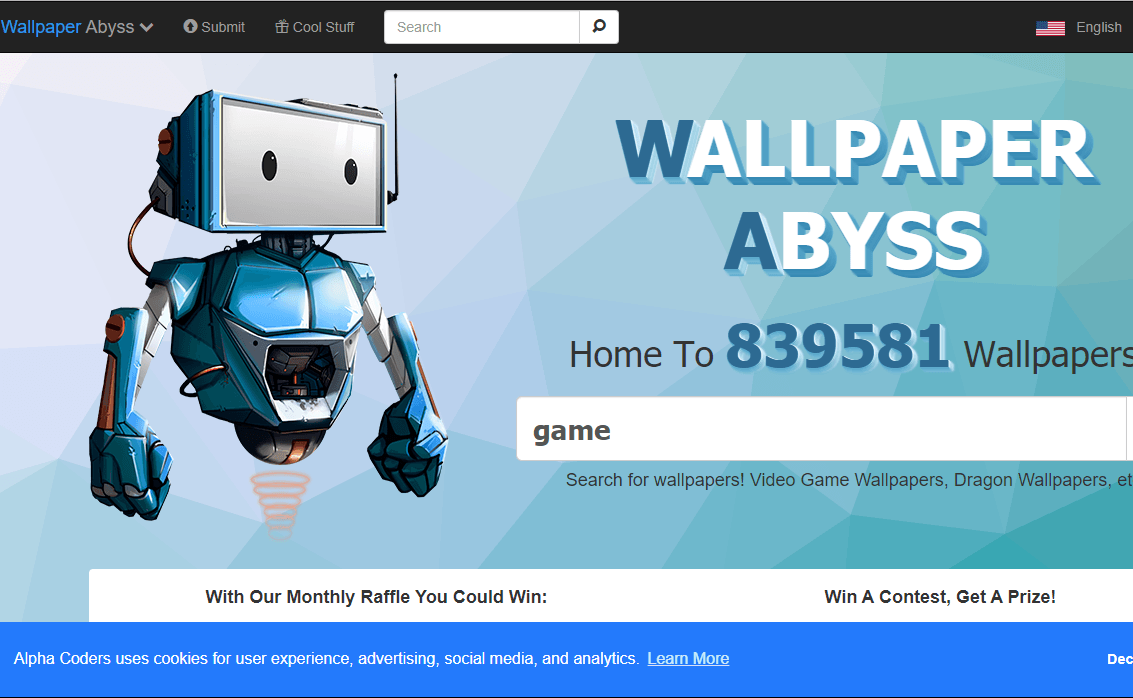 Wallpaper Abyss Submit Cool Stuff Search English
WALLPAPER
ABYSS
Home To 839581 Wallpapers
game
Search for wallpapers! Video Game Wallpapers, Dragon Wallpapers, et
With Our Monthly Raffle You Could Win: Win A Contest, Get A Prize!
Alpha Coders uses cookies for user experience, advertising, social media, and analytics. Learn More Dec